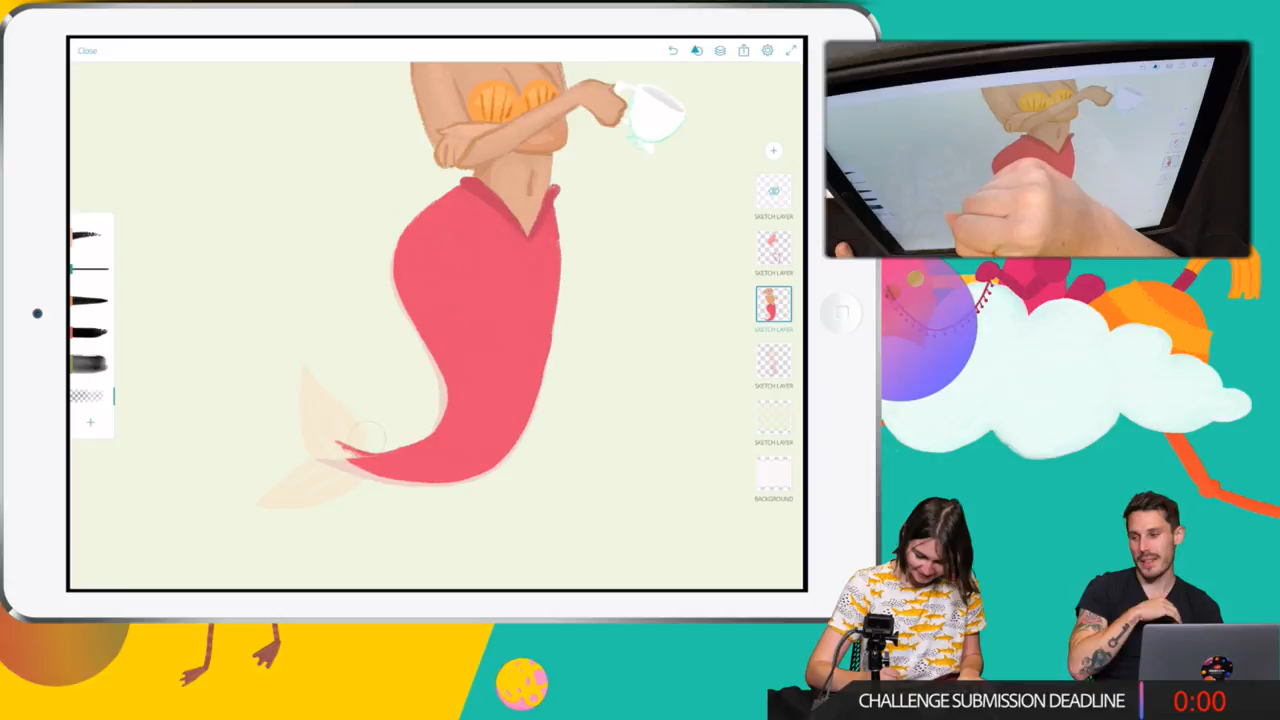 Close
SKETCH LAYER
SKETCH LAYER
SKETCH LAYER
SKETCH LAYER
SKETCH LAYER
BACKGROUND
CHALLENGE SUBMISSION DEADLINE 0:00